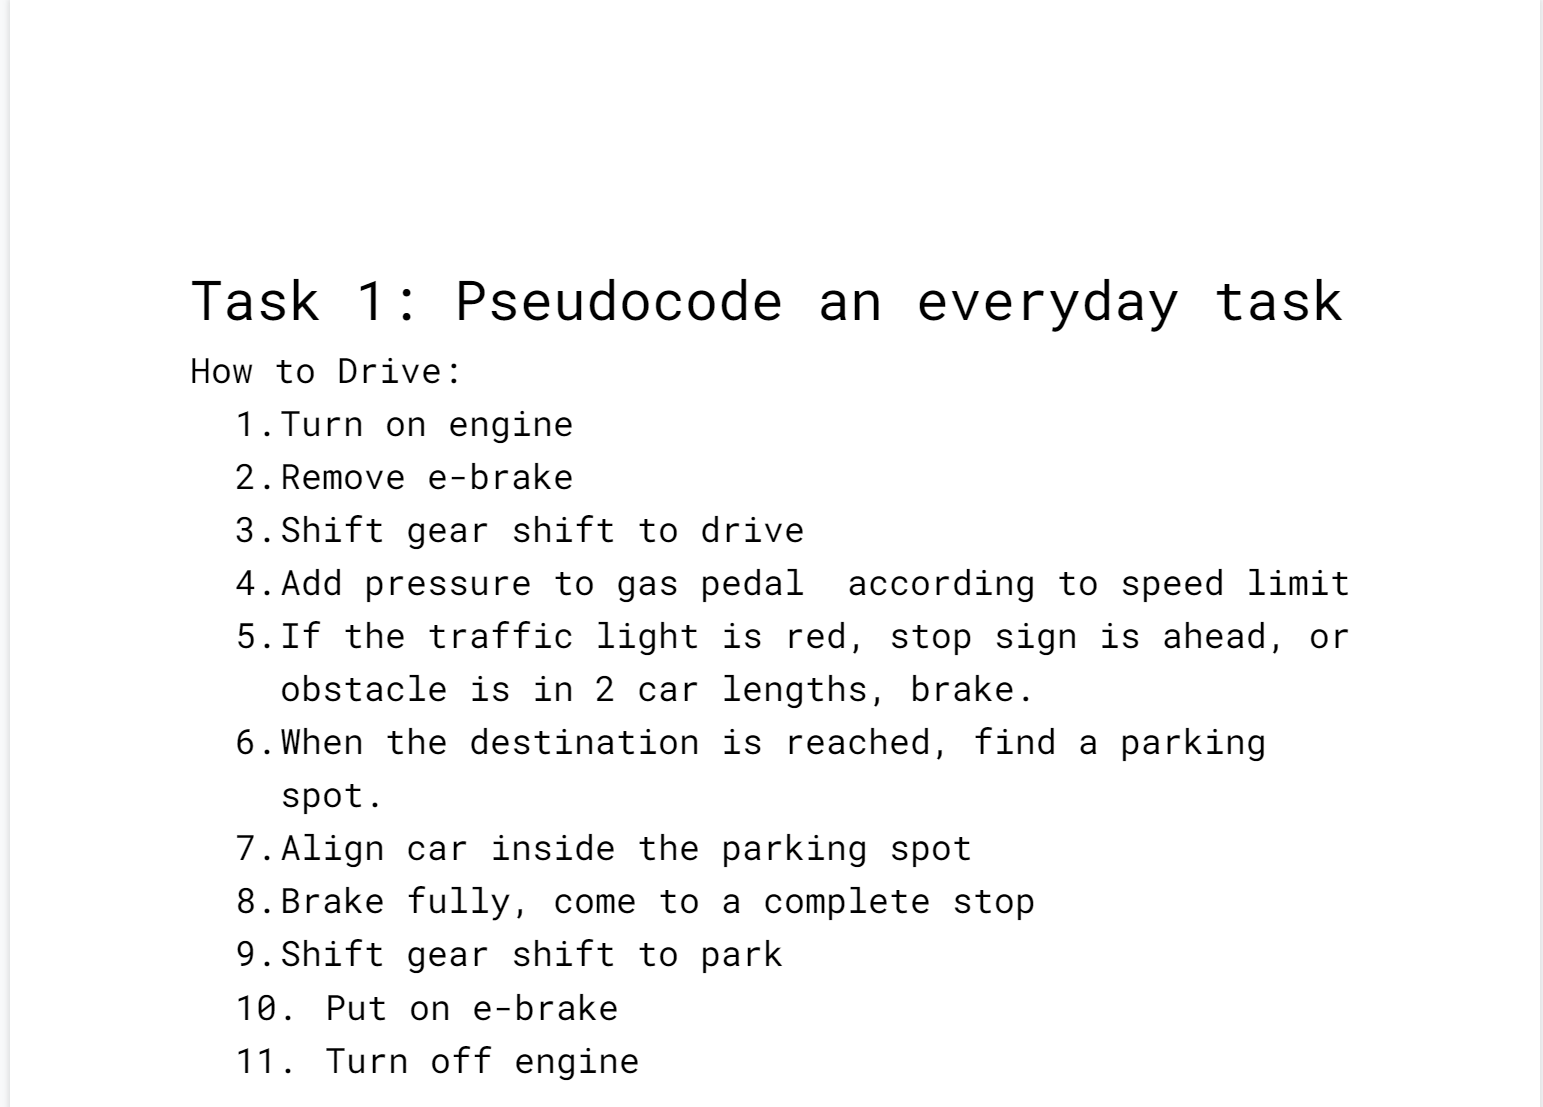 Task 1: Pseudocode an everyday task
How to Drive:
1.Turn on engine
2.Remove e-brake
3.Shift gear shift to drive
4.Add pressure to gas pedal  according to speed limit
5.If the traffic light is red, stop sign is ahead, or
obstacle is in 2 car lengths, brake.
6.When the destination is reached, find a parking
spot.
7.Align car inside the parking spot
8.Brake fully, come to a complete stop
9.Shift gear shift to park
10. Put on e-brake
11. Turn off engine